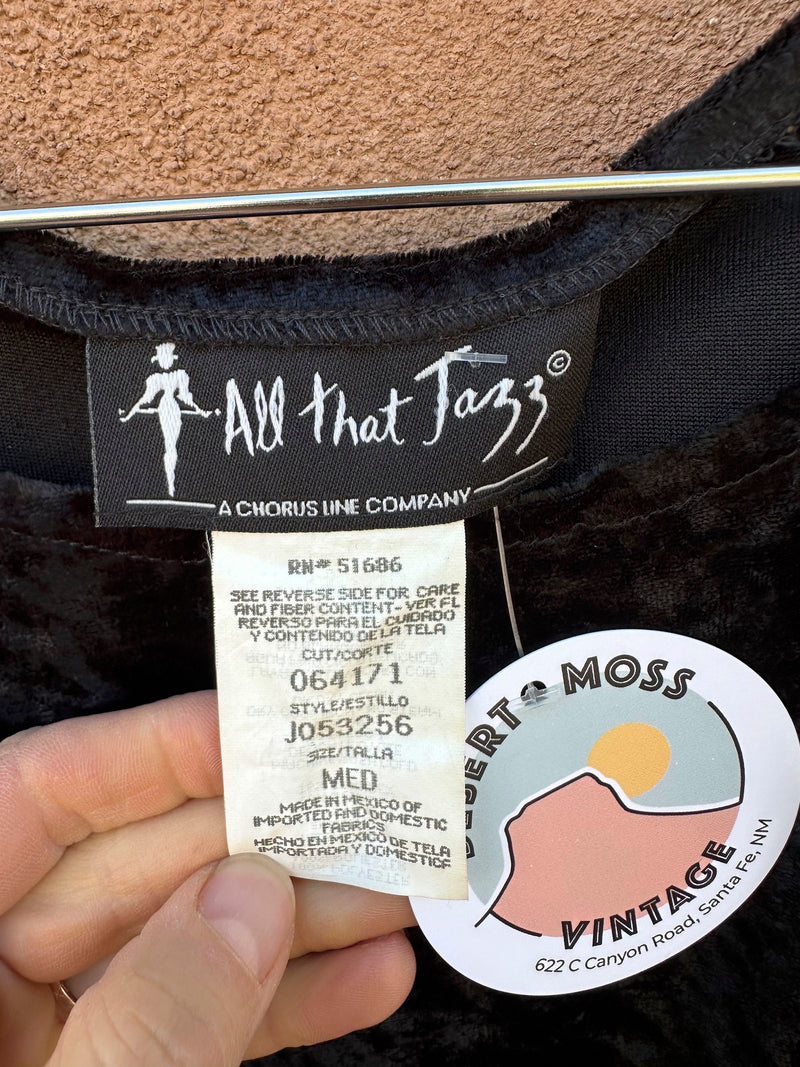 All that Jazz©
A CHORUS LINE COMPANY
RN# 51686
SEE REVERSE SIDE FOR CARE
AND FIBER CONTENT- VER AL
REVERSO PARA EL CUIDADO
Y CONTENIDO DE LA TELA
CUT/CORTE
064171
STYLE/ESTILLO
J053256
SIZE/TALLA
MED
MADE IN MEXICO OF
IMPORTED AND DOMESTIC
FABRICS
HECHO EN MEXICO DE TELA
IMPORTADA Y DOMESTICA
DESERT MOSS
VINTAGE
622 C Canyon Road, Santa Fe, NM